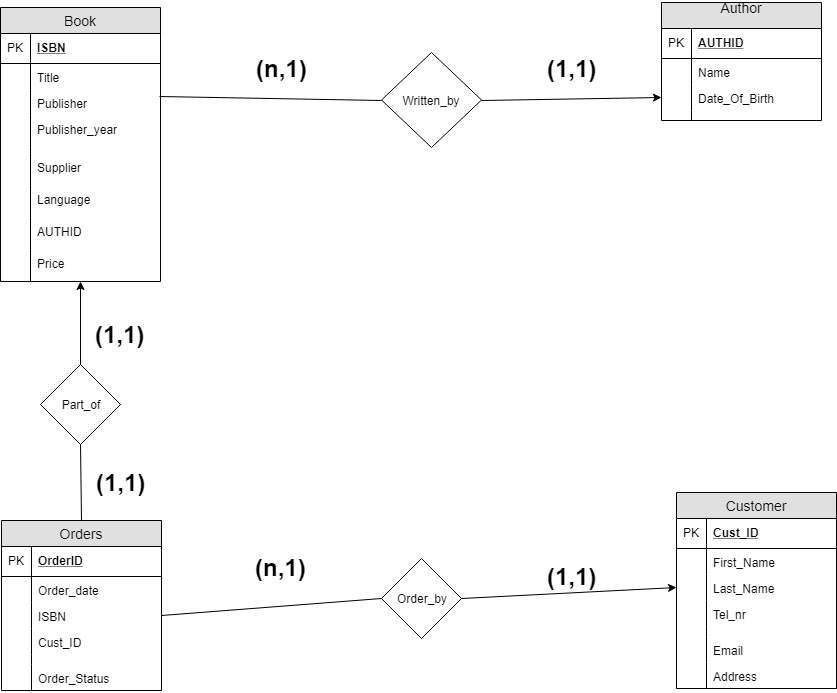 Book
PK ISBN
Title
Publisher
Publisher_year
Supplier
Language
AUTHID
Price
(n,1)
Written_by
(1,1)
Author
PK AUTHID
Name
Date_Of_Birth
(1,1)
Part_of
(1,1)
Orders
PK OrderID
Order_date
ISBN
Cust_ID
Order_Status
(n,1)
Order_by
(1,1)
Customer
PK Cust_ID
First_Name
Last_Name
Tel_nr
Email
Address